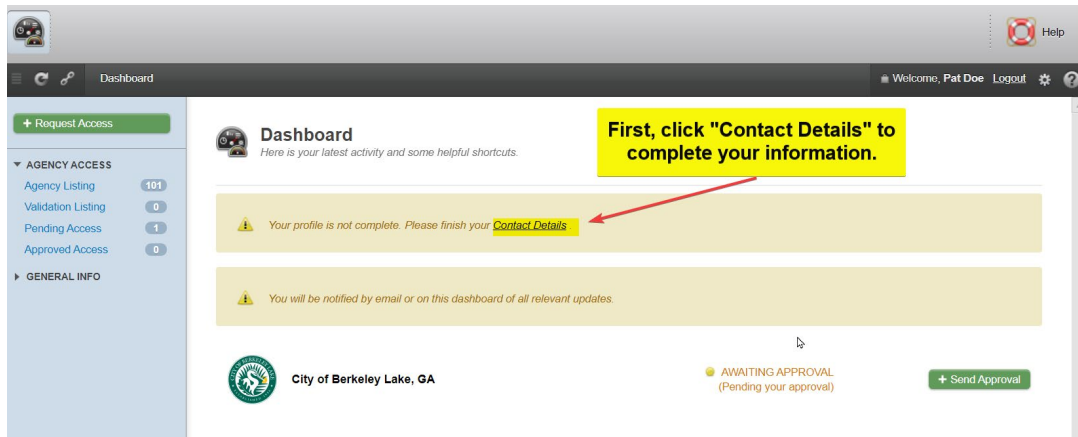 Help
Dashboard
Welcome, Pat Doe Logout
+ Request Access
AGENCY ACCESS
Agency Listing 101
Validation Listing 0
Pending Access 1
Approved Access 0
GENERAL INFO
Dashboard
Here is your latest activity and some helpful shortcuts.
First, click "Contact Details" to
complete your information.
Your profile is not complete. Please finish your Contact Details.
You will be notified by email or on this dashboard of all relevant updates.
City of Berkeley Lake, GA
AWAITING APPROVAL
(Pending your approval)
+ Send Approval